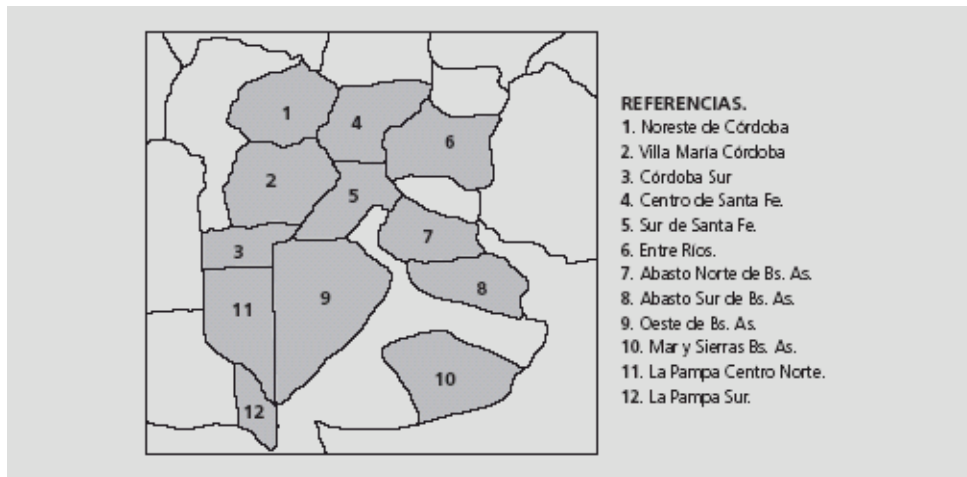 1
4
6
2
5
7
3
8
9
11
10
12
REFERENCIAS.
1. Noreste de Córdoba
2. Villa María Córdoba
3. Córdoba Sur
4. Centro de Santa Fe.
5. Sur de Santa Fe.
6. Entre Ríos.
7. Abasto Norte de Bs. As.
8. Abasto Sur de Bs. As.
9. Oeste de Bs. As.
10. Mar y Sierras Bs. As.
11. La Pampa Centro Norte.
12. La Pampa Sur.